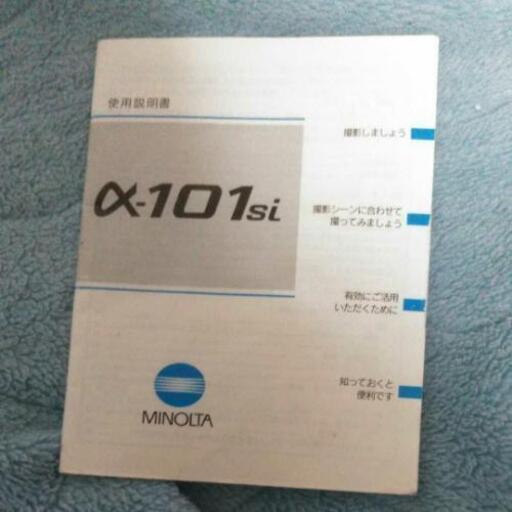 使用説明書
α-101si
撮影しましょう
撮影シーンに合わせて
撮ってみましょう
有効にご活用
いただくために
知っておくと
便利です
MINOLTA